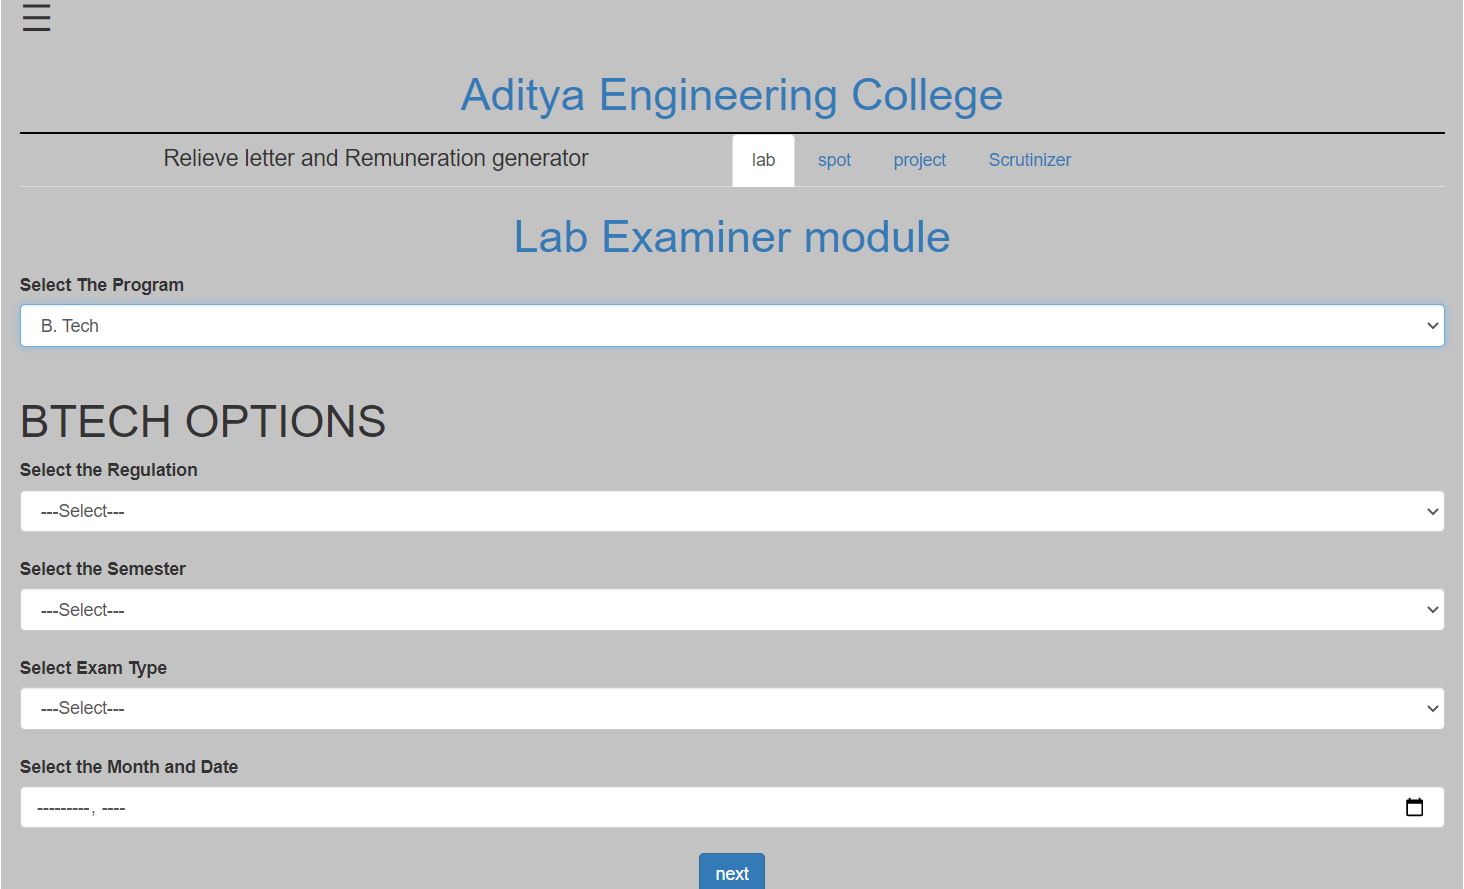 Aditya Engineering College
Relieve letter and Remuneration generator lab spot project Scrutinizer
Lab Examiner module
Select The Program
B. Tech
BTECH OPTIONS
Select the Regulation
---Select---
Select the Semester
---Select---
Select Exam Type
---Select---
Select the Month and Date
---------, ----
next